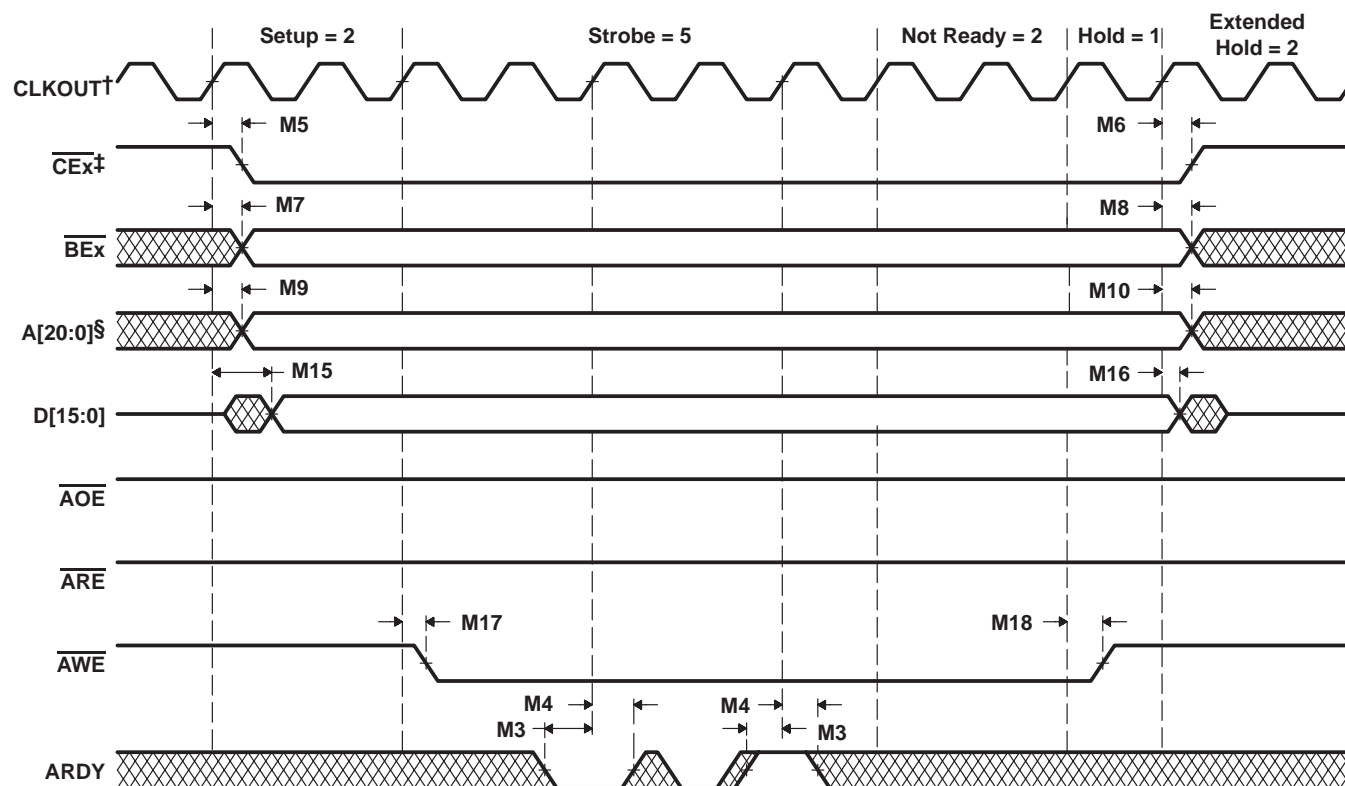 Setup = 2
Strobe = 5
Not Ready = 2
Hold = 1
Extended
Hold = 2
CLKOUT†
M5
M6
CEx‡
M7
M8
BEx
M9
M10
A[20:0]§
M15
M16
D[15:0]
AOE
ARE
M17
M18
AWE
M4
M4
M3
M3
ARDY